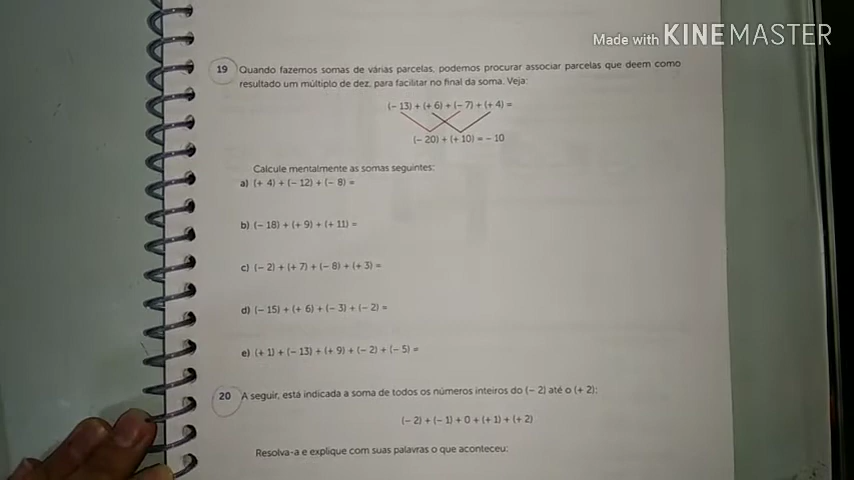 Made with KINEMASTER
19 Quando fazemos somas de várias parcelas, podemos procurar associar parcelas que deem como
resultado um múltiplo de dez, para facilitar no final da soma. Veja:
(– 13) + (+ 6) + (– 7) + (+ 4) =
(– 20) + (+ 10) = – 10
Calcule mentalmente as somas seguintes:
a) (+ 4) + (– 12) + (– 8) =
b) (– 18) + (+ 9) + (+ 11) =
c) (– 2) + (+ 7) + (– 8) + (+ 3) =
d) (– 15) + (+ 6) + (– 3) + (– 2) =
e) (+ 1) + (– 13) + (+ 9) + (– 2) + (– 5) =
20 A seguir, está indicada a soma de todos os números inteiros do (– 2) até o (+ 2):
(– 2) + (– 1) + 0 + (+ 1) + (+ 2)
Resolva-a e explique com suas palavras o que aconteceu: